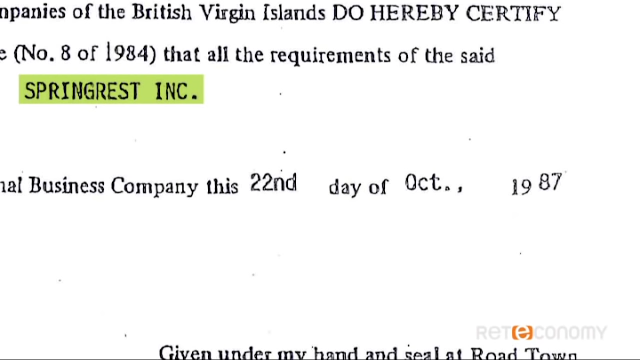 mpanies of the British Virgin Islands DO HEREBY CERTIFY
e (No. 8 of 1984) that all the requirements of the said
SPRINGREST INC.
nal Business Company this 22nd day of Oct., 1987
Given under my hand and seal at Road Town
RETECONOMY